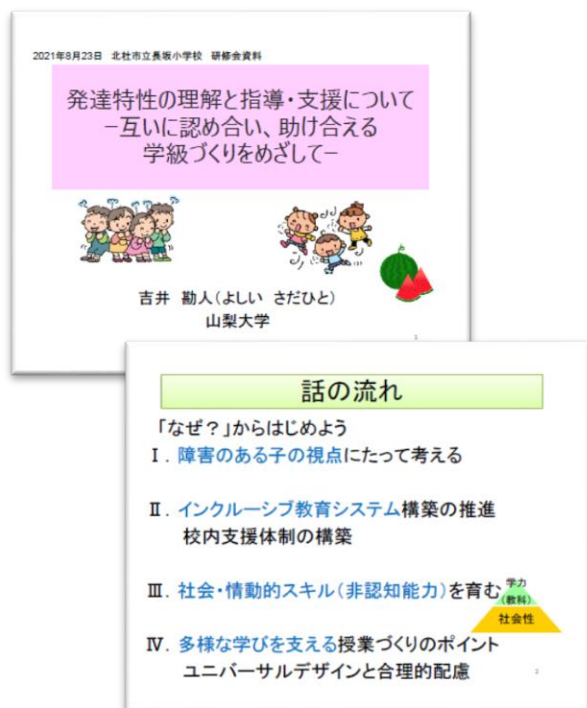 2021年8月23日 北杜市立長坂小学校 研修会資料
発達特性の理解と指導・支援について
－互いに認め合い、助け合える
学級づくりをめざして－
吉井 勘人（よしい さだひと）
山梨大学
1
話の流れ
「なぜ？」からはじめよう
Ⅰ．障害のある子の視点にたって考える
Ⅱ．インクルーシブ教育システム構築の推進
校内支援体制の構築
Ⅲ．社会・情動的スキル（非認知能力）を育む
学力
（教科）
社会性
Ⅳ．多様な学びを支える授業づくりのポイント
ユニバーサルデザインと合理的配慮
2